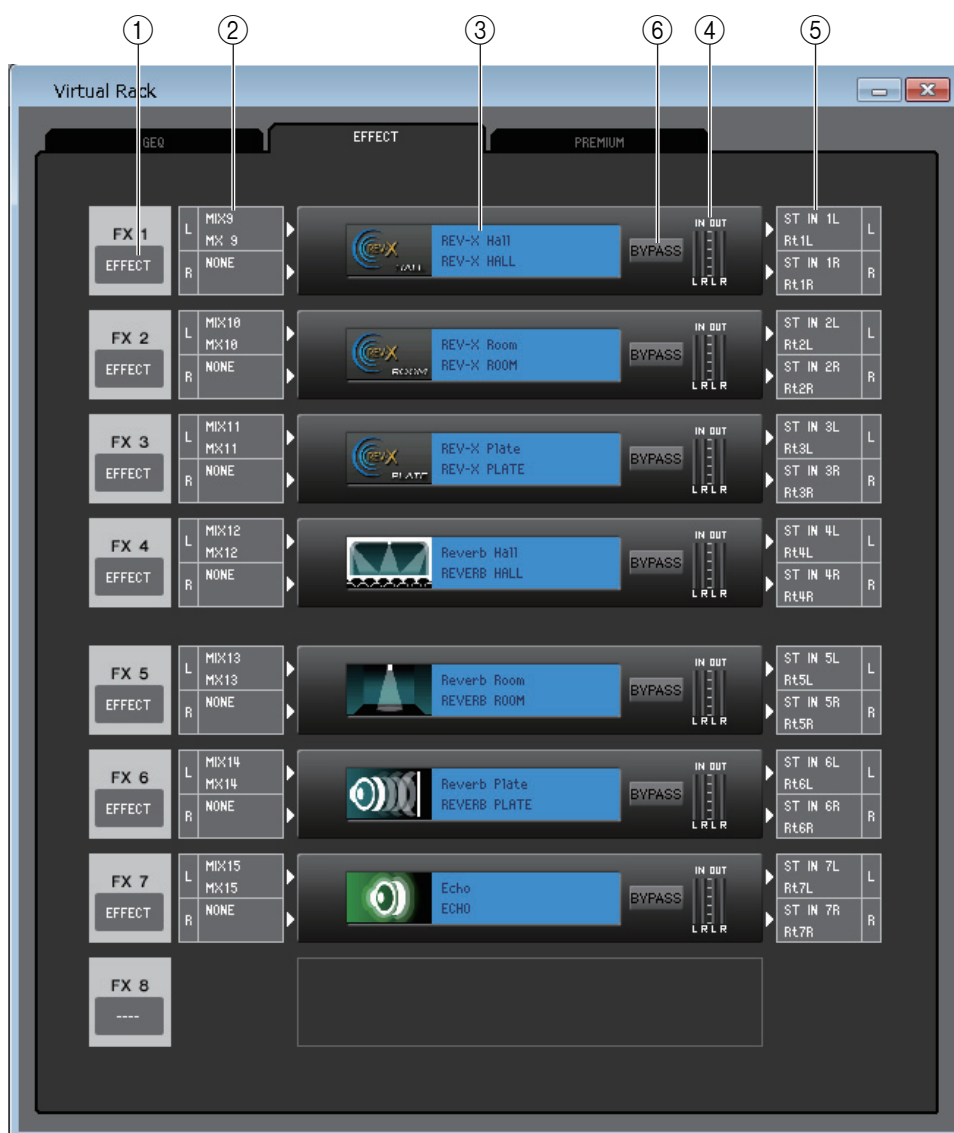 ① ② ③ ⑥ ④ ⑤
Virtual Rack
GEQ EFFECT PREMIUM
FX 1
EFFECT
L MIX9
MX 9
R NONE
REV-X HALL
REV-X Hall
REV-X HALL
BYPASS
IN OUT
L R L R
ST IN 1L L
Rt1L
ST IN 1R R
Rt1R
FX 2
EFFECT
L MIX10
MX10
R NONE
REV-X ROOM
REV-X Room
REV-X ROOM
BYPASS
IN OUT
L R L R
ST IN 2L L
Rt2L
ST IN 2R R
Rt2R
FX 3
EFFECT
L MIX11
MX11
R NONE
REV-X PLATE
REV-X Plate
REV-X PLATE
BYPASS
IN OUT
L R L R
ST IN 3L L
Rt3L
ST IN 3R R
Rt3R
FX 4
EFFECT
L MIX12
MX12
R NONE
Reverb Hall
REVERB HALL
BYPASS
IN OUT
L R L R
ST IN 4L L
Rt4L
ST IN 4R R
Rt4R
FX 5
EFFECT
L MIX13
MX13
R NONE
Reverb Room
REVERB ROOM
BYPASS
IN OUT
L R L R
ST IN 5L L
Rt5L
ST IN 5R R
Rt5R
FX 6
EFFECT
L MIX14
MX14
R NONE
Reverb Plate
REVERB PLATE
BYPASS
IN OUT
L R L R
ST IN 6L L
Rt6L
ST IN 6R R
Rt6R
FX 7
EFFECT
L MIX15
MX15
R NONE
Echo
ECHO
BYPASS
IN OUT
L R L R
ST IN 7L L
Rt7L
ST IN 7R R
Rt7R
FX 8
----